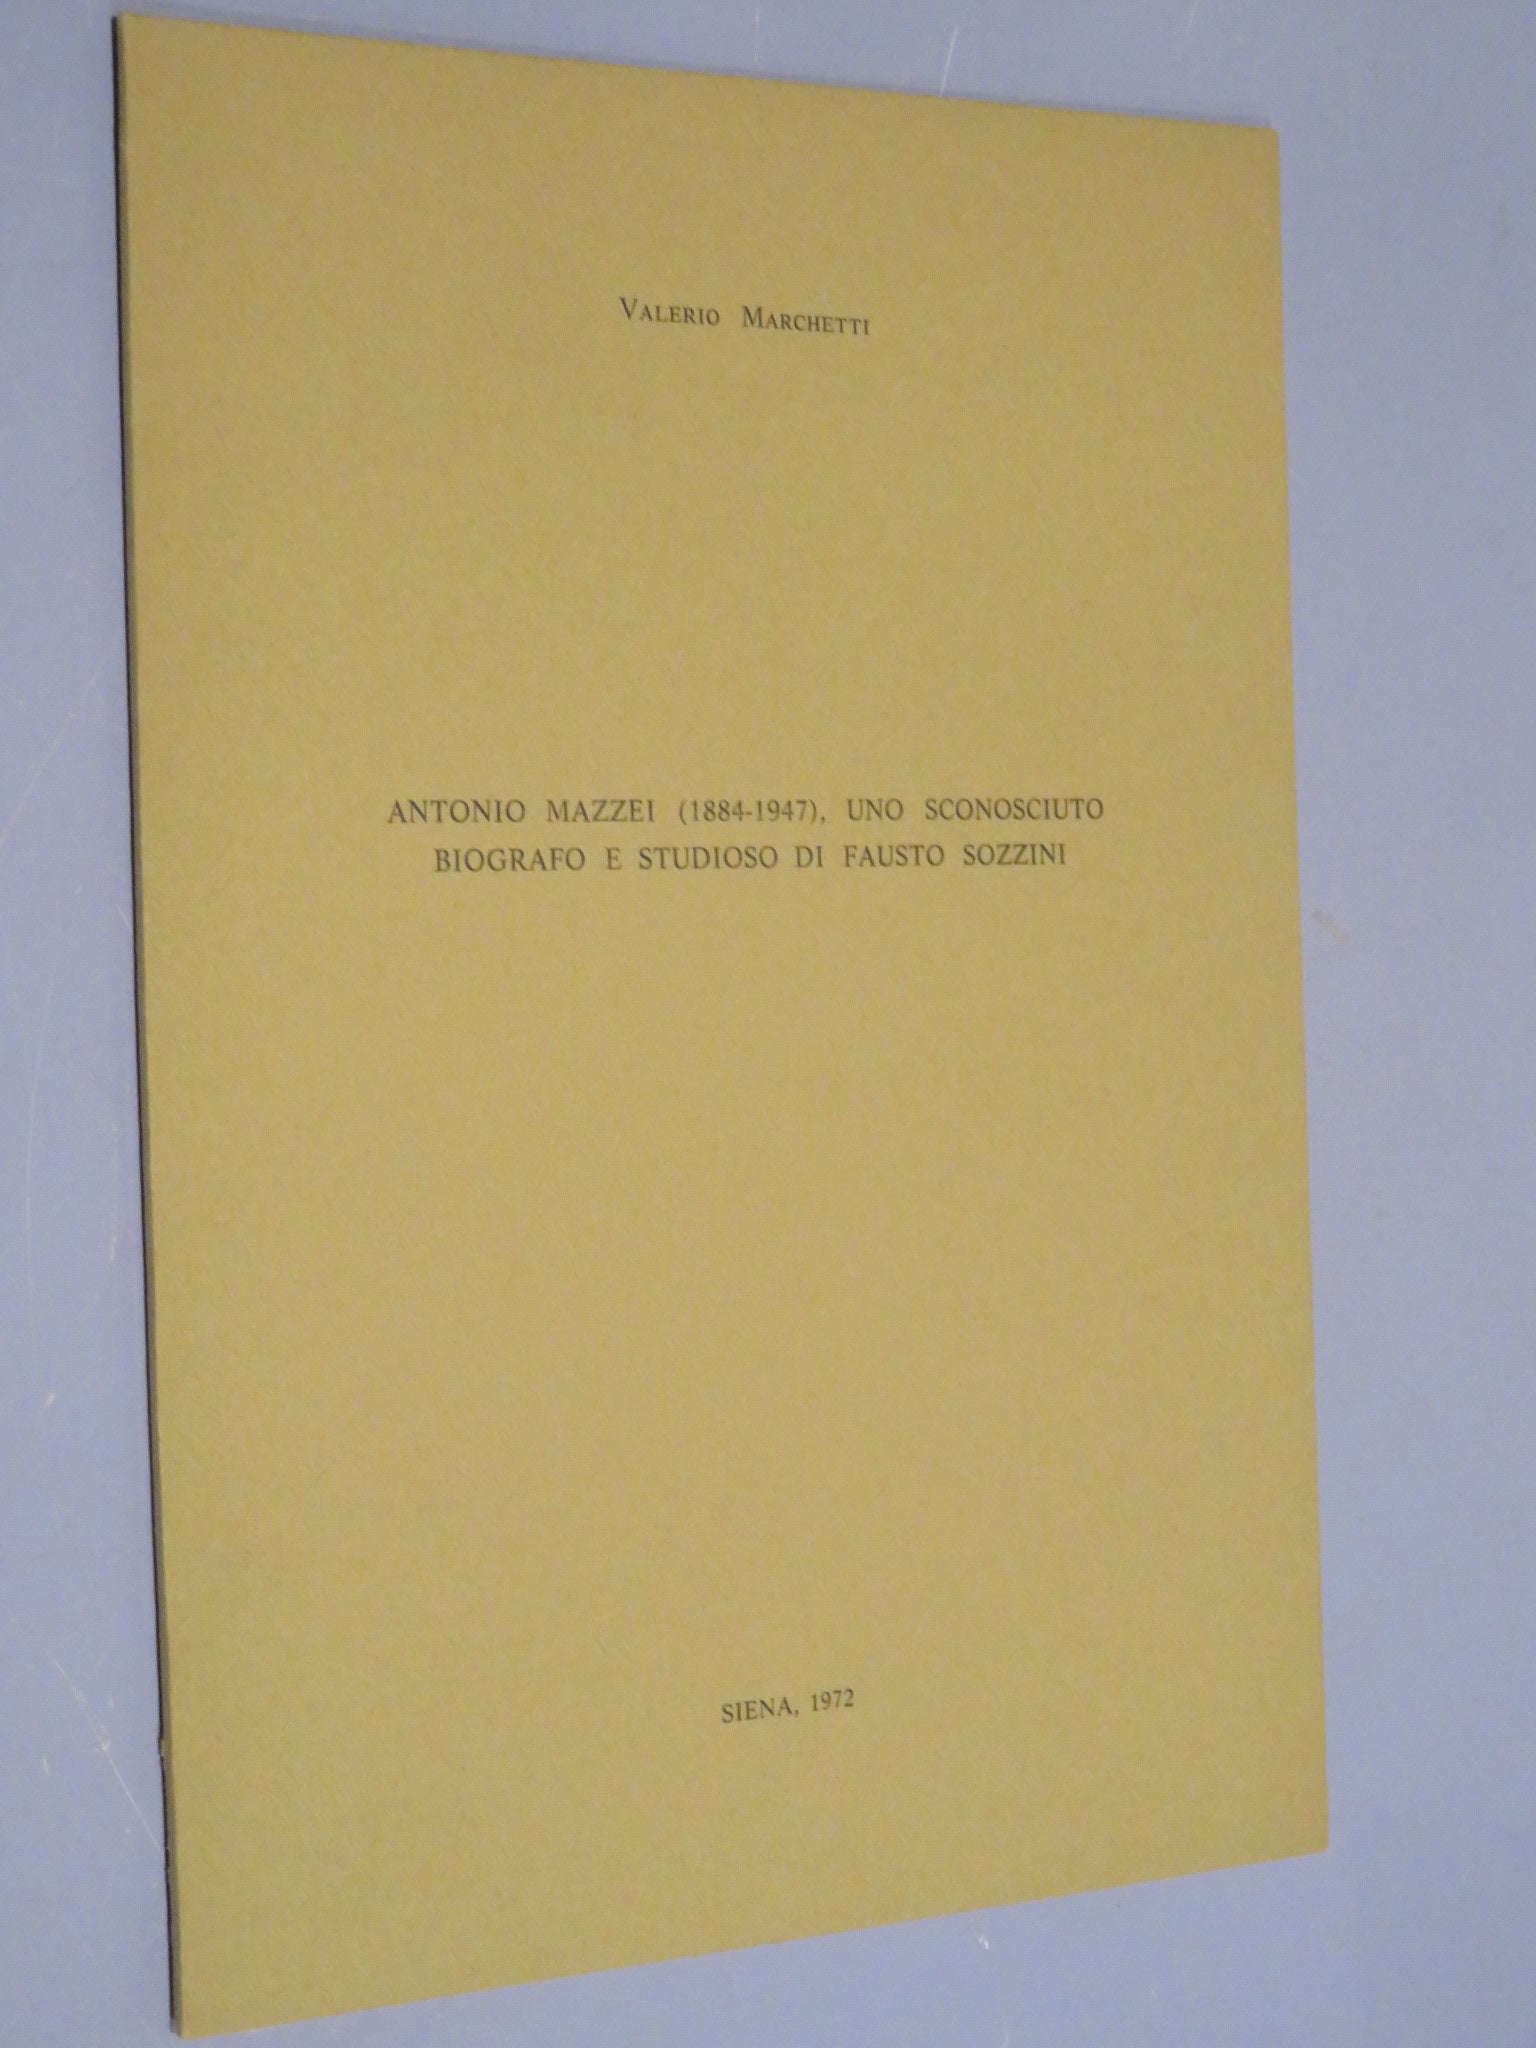 Valerio Marchetti
ANTONIO MAZZEI (1884-1947), UNO SCONOSCIUTO
BIOGRAFO E STUDIOSO DI FAUSTO SOZZINI
SIENA, 1972